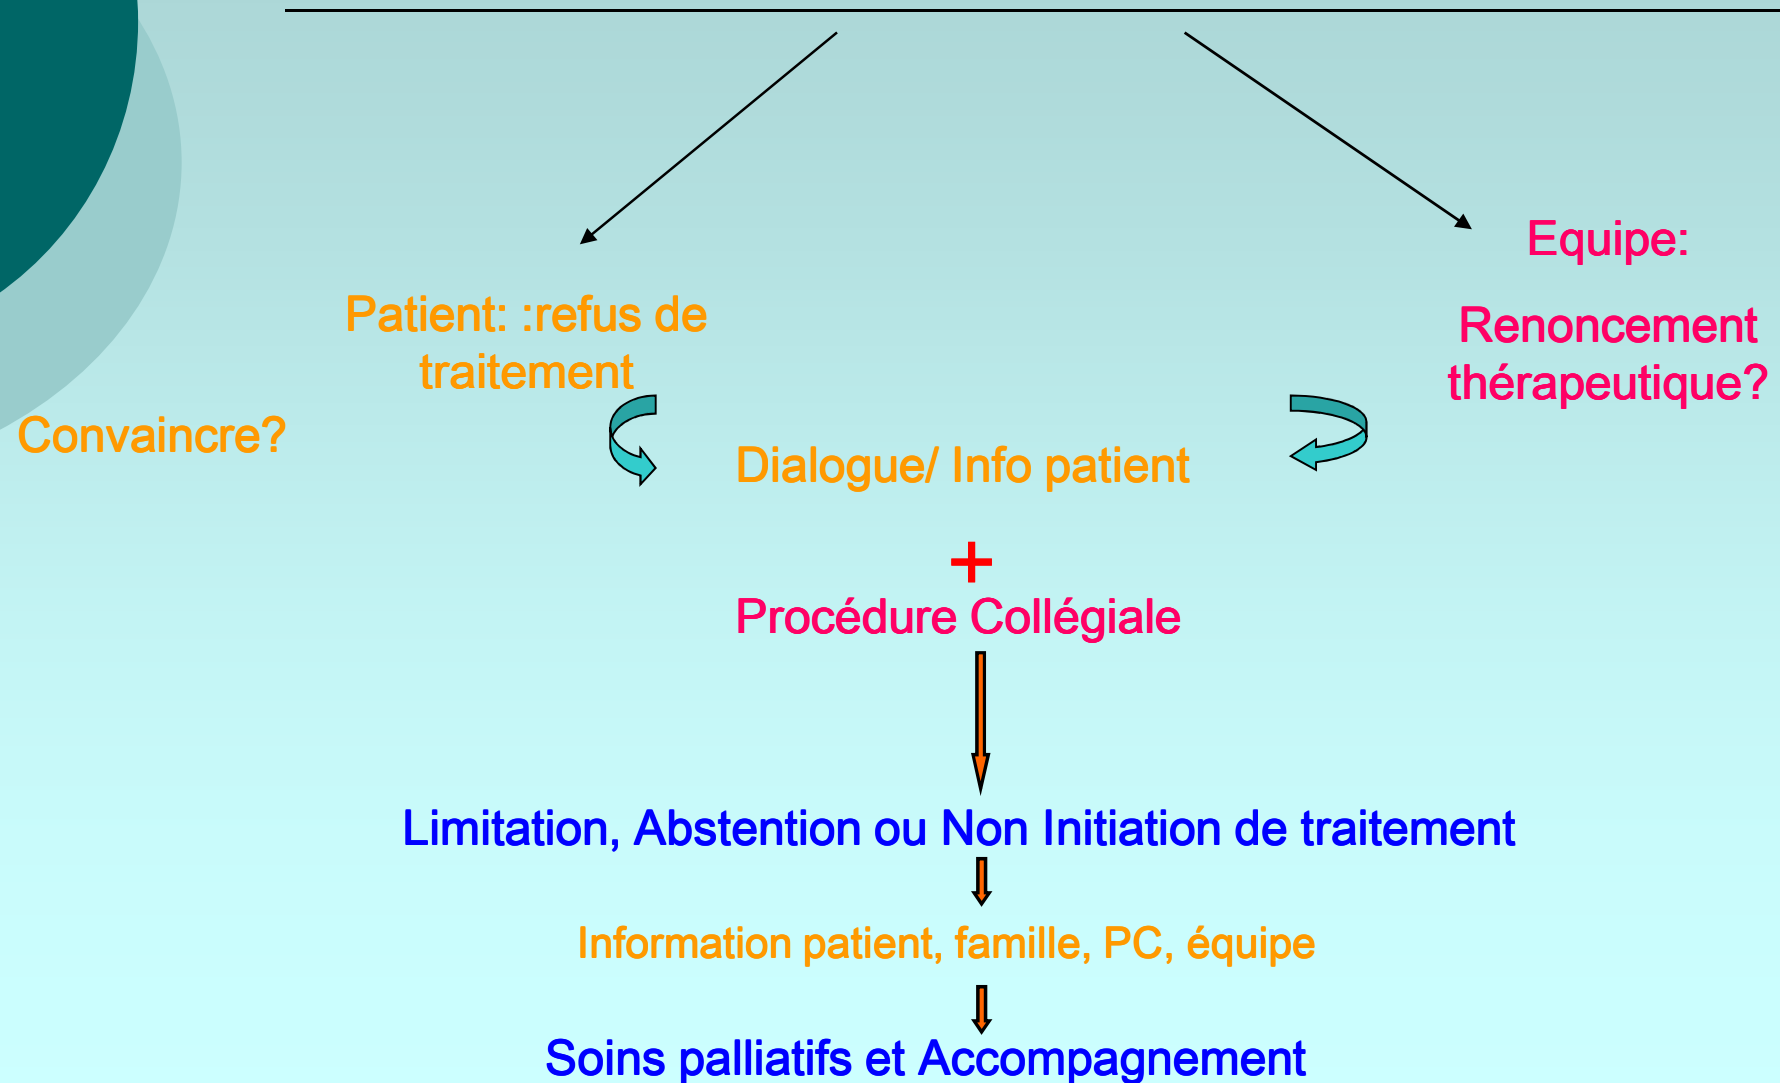 Equipe:
Patient: :refus de
traitement
Renoncement
thérapeutique?
Convaincre?
Dialogue/ Info patient
+
Procédure Collégiale
Limitation, Abstention ou Non Initiation de traitement
Information patient, famille, PC, équipe
Soins palliatifs et Accompagnement